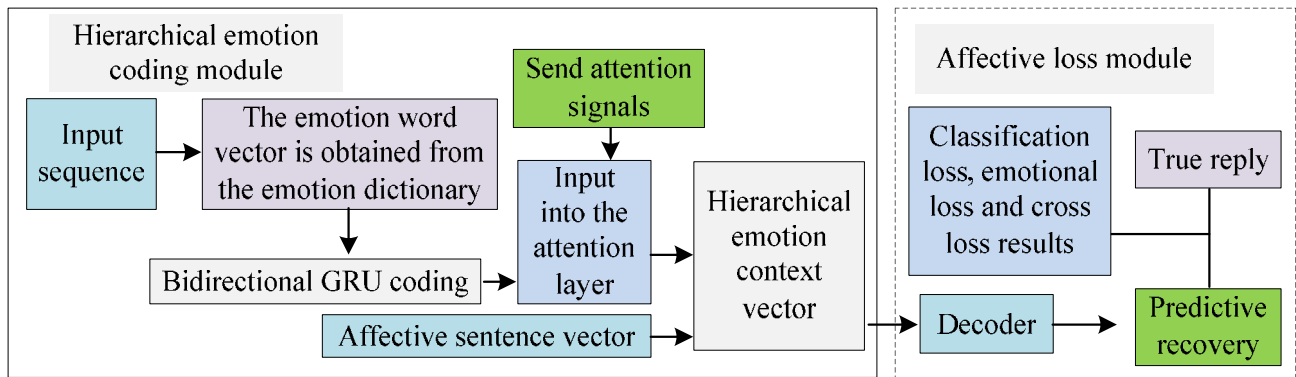 Hierarchical emotion
coding module
Input
sequence
The emotion word
vector is obtained from
the emotion dictionary
Send attention
signals
Bidirectional GRU coding
Input
into the
attention
layer
Affective sentence vector
Hierarchical
emotion
context
vector
Affective loss module
Classification
loss, emotional
loss and cross
loss results
True reply
Decoder
Predictive
recovery